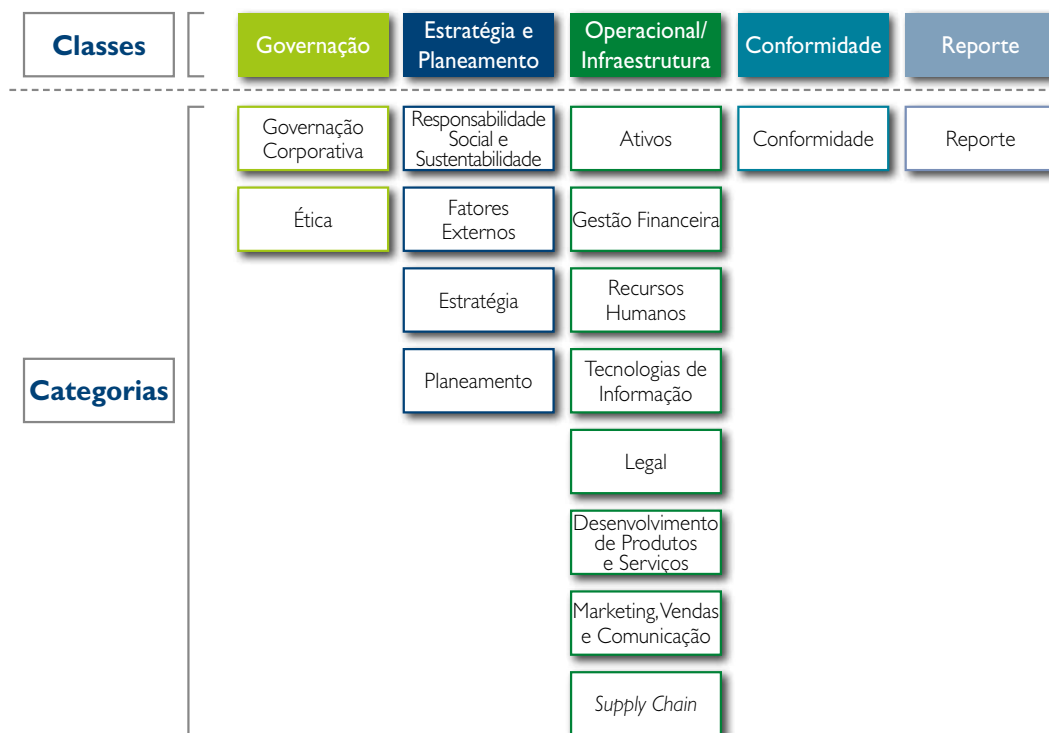 Classes
Governação
Estratégia e
Planeamento
Operacional/
Infraestrutura
Conformidade
Reporte
Categorias
Governação
Corporativa
Ética
Responsabilidade
Social e
Sustentabilidade
Fatores
Externos
Estratégia
Planeamento
Ativos
Gestão Financeira
Recursos
Humanos
Tecnologias de
Informação
Legal
Desenvolvimento
de Produtos
e Serviços
Marketing, Vendas
e Comunicação
Supply Chain
Conformidade
Reporte